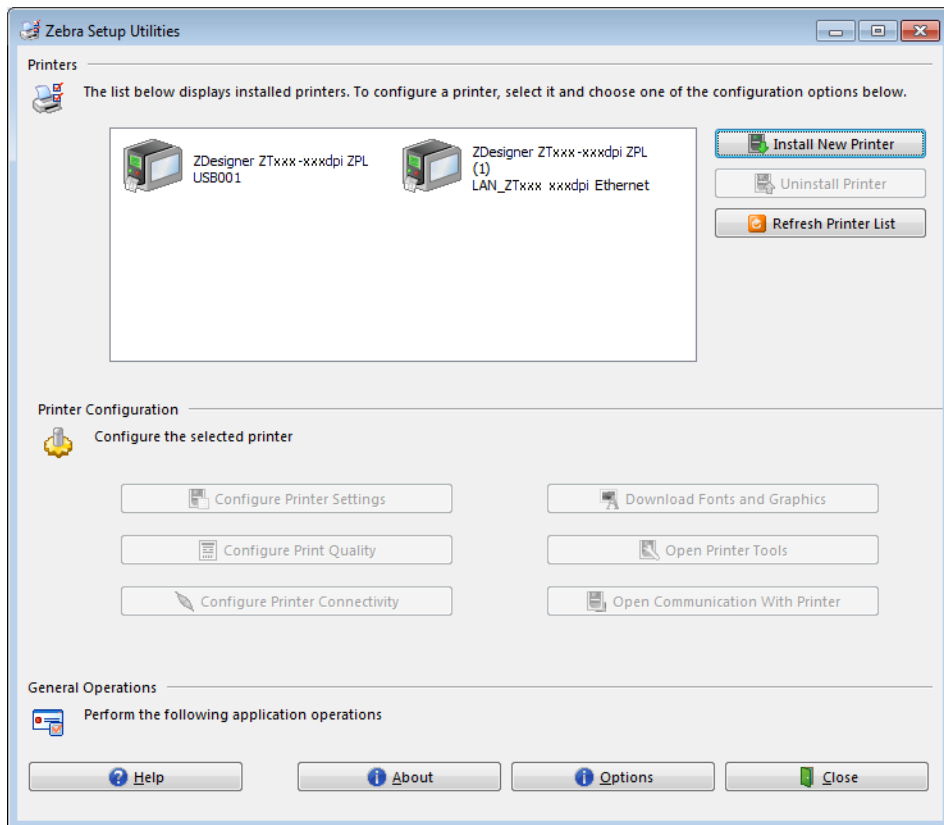 Zebra Setup Utilities
Printers
The list below displays installed printers. To configure a printer, select it and choose one of the configuration options below.
ZDesigner ZTxxx-xxxdpi ZPL
USB001
ZDesigner ZTxxx-xxxdpi ZPL
(1)
LAN_ZTxxx xxxdpi Ethernet
Install New Printer
Uninstall Printer
Refresh Printer List
Printer Configuration
Configure the selected printer
Configure Printer Settings
Download Fonts and Graphics
Configure Print Quality
Open Printer Tools
Configure Printer Connectivity
Open Communication With Printer
General Operations
Perform the following application operations
Help
About
Options
Close